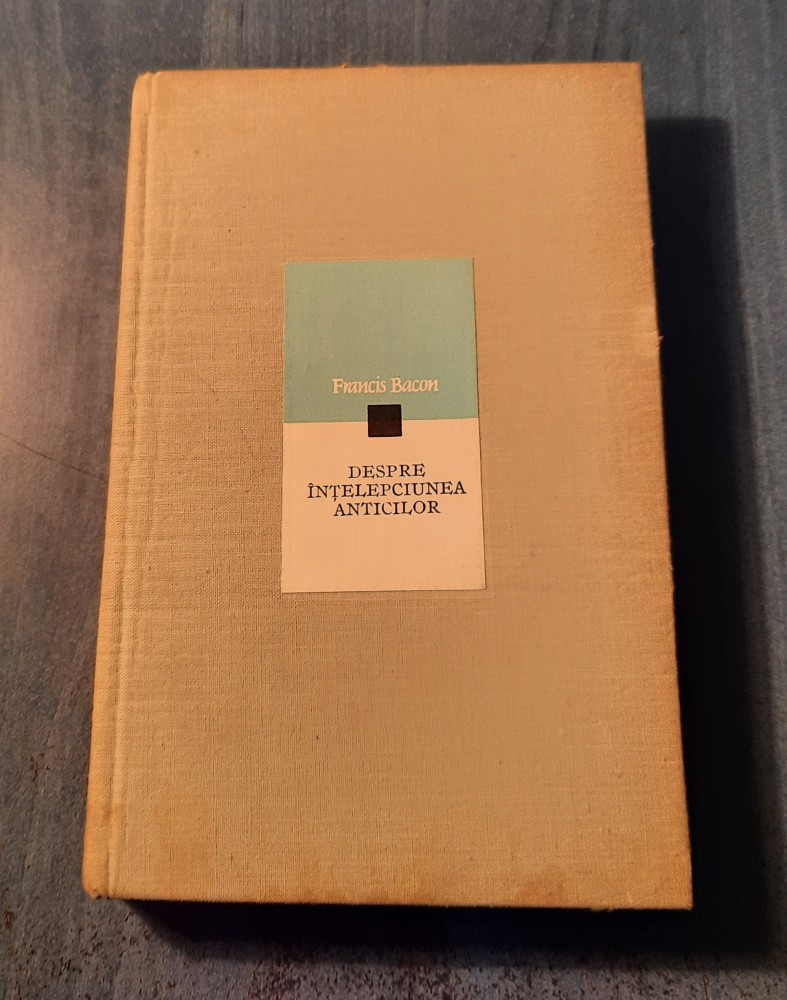 Francis Bacon
DESPRE
ÎNȚELEPCIUNEA
ANTICILOR